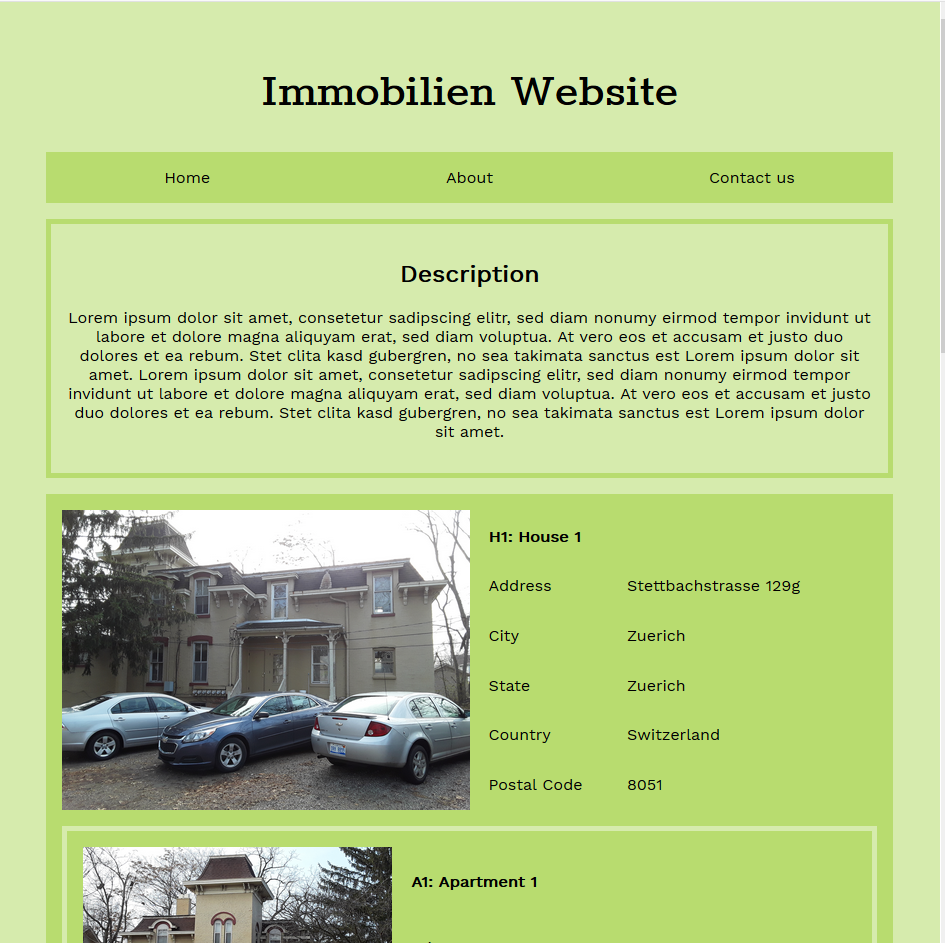 Immobilien Website
Home About Contact us
Description
Lorem ipsum dolor sit amet, consetetur sadipscing elitr, sed diam nonumy eirmod tempor invidunt ut
labore et dolore magna aliquyam erat, sed diam voluptua. At vero eos et accusam et justo duo
dolores et ea rebum. Stet clita kasd gubergren, no sea takimata sanctus est Lorem ipsum dolor sit
amet. Lorem ipsum dolor sit amet, consetetur sadipscing elitr, sed diam nonumy eirmod tempor
invidunt ut labore et dolore magna aliquyam erat, sed diam voluptua. At vero eos et accusam et justo
duo dolores et ea rebum. Stet clita kasd gubergren, no sea takimata sanctus est Lorem ipsum dolor
sit amet.
H1: House 1
Address Stettbachstrasse 129g
City Zuerich
State Zuerich
Country Switzerland
Postal Code 8051
A1: Apartment 1